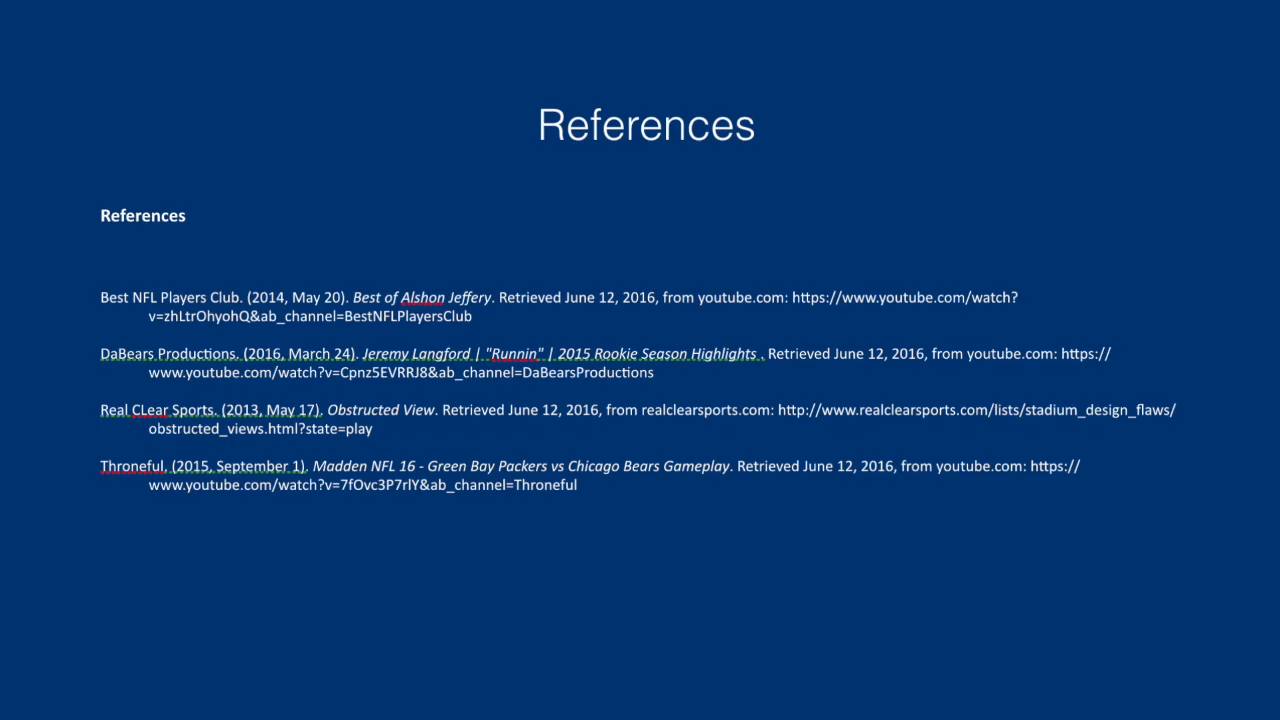 References
References
Best NFL Players Club. (2014, May 20). Best of Alshon Jeffery. Retrieved June 12, 2016, from youtube.com: https://www.youtube.com/watch?
v=zhLtrOhyohQ&ab_channel=BestNFLPlayersClub
DaBears Productions. (2016, March 24). Jeremy Langford | "Runnin" | 2015 Rookie Season Highlights . Retrieved June 12, 2016, from youtube.com: https://
www.youtube.com/watch?v=Cpnz5EVRRJ8&ab_channel=DaBearsProductions
Real CLear Sports. (2013, May 17). Obstructed View. Retrieved June 12, 2016, from realclearsports.com: http://www.realclearsports.com/lists/stadium_design_flaws/
obstructed_views.html?state=play
Throneful. (2015, September 1). Madden NFL 16 - Green Bay Packers vs Chicago Bears Gameplay. Retrieved June 12, 2016, from youtube.com: https://
www.youtube.com/watch?v=7fOvc3P7rlY&ab_channel=Throneful